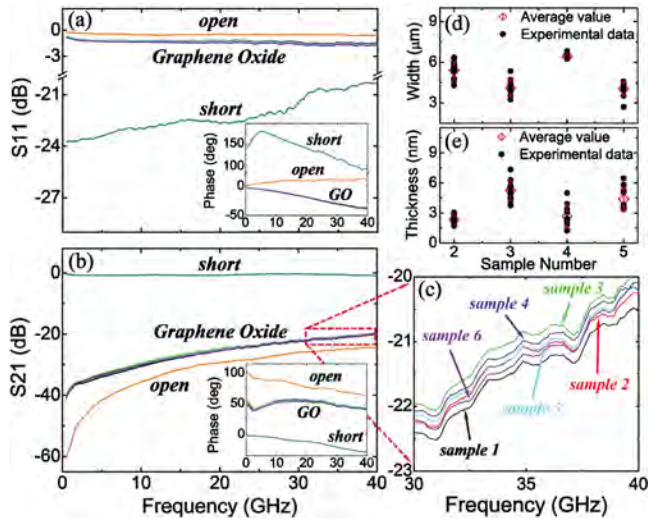 (a)
open
Graphene Oxide
short
S11 (dB)
0
-3
-21
-24
-27
Phase (deg)
150
100
50
0
-50
short
open
GO
0 10 20 30 40
(b)
short
Graphene Oxide
open
S21 (dB)
0
-20
-40
-60
Phase (deg)
100
50
0
open
GO
short
0 10 20 30 40
0 10 20 30 40
Frequency (GHz)
(d)
Average value
Experimental data
Width (μm)
9
6
3
(e)
Average value
Experimental data
Thickness (nm)
9
6
3
0
2 3 4 5
Sample Number
(c)
-20
-21
-22
-23
sample 3
sample 4
sample 6
sample 2
sample 5
sample 1
30 35 40
Frequency (GHz)